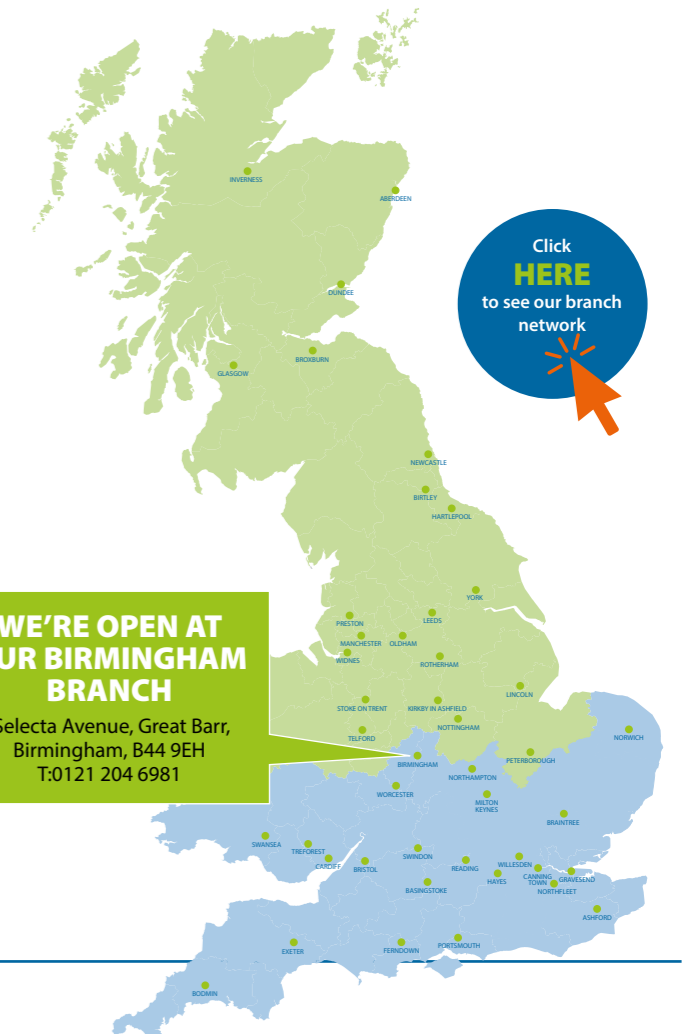 INVERNESS
ABERDEEN
Click
HERE
to see our branch
network
DUNDEE
BROXBURN
GLASGOW
NEWCASTLE
BIRTLEY
HARTLEPOOL
YORK
PRESTON
LEEDS
MANCHESTER
OLDHAM
WIDNES
ROTHERHAM
WE'RE OPEN AT
UR BIRMINGHAM
BRANCH
Selecta Avenue, Great Barr,
Birmingham, B44 9EH
T:0121 204 6981
LINCOLN
STOKE ON TRENT
KIRKBY IN ASHFIELD
NOTTINGHAM
TELFORD
NORWICH
PETERBOROUGH
BIRMINGHAM
NORTHAMPTON
WORCESTER
MILTON
KEYNES
BRAINTREE
SWANSEA
TREFOREST
CARDIFF
BRISTOL
SWINDON
READING
WILLESDEN
HAYES
CANNING
TOWN
GRAVESEND
NORTHFLEET
BASINGSTOKE
ASHFORD
EXETER
FERNDOWN
PORTSMOUTH
BODMIN